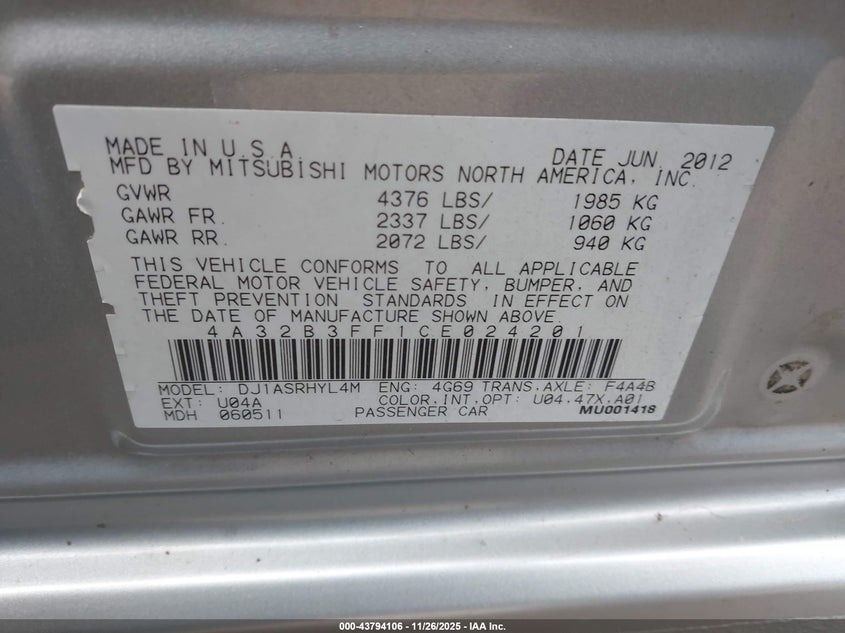 MADE IN U S A DATE JUN. 2012
MFD BY MITSUBISHI MOTORS NORTH AMERICA, INC.
GVWR 4376 LBS/ 1985 KG
GAWR FR. 2337 LBS/ 1060 KG
GAWR RR. 2072 LBS/ 940 KG
THIS VEHICLE CONFORMS TO ALL APPLICABLE
FEDERAL MOTOR VEHICLE SAFETY, BUMPER, AND
THEFT PREVENTION STANDARDS IN EFFECT ON
THE DATE OF MANUFACTURE SHOWN ABOVE.
4A32B3FF1CE024201
MODEL: DJ1ASRHYL4M ENG: 4G69 TRANS,AXLE: F4A4B
EXT: U04A COLOR,INT,OPT: U04,47X,A01
MDH 060511 PASSENGER CAR MU001418
000-43794106 - 11/26/2025 - IAA Inc.